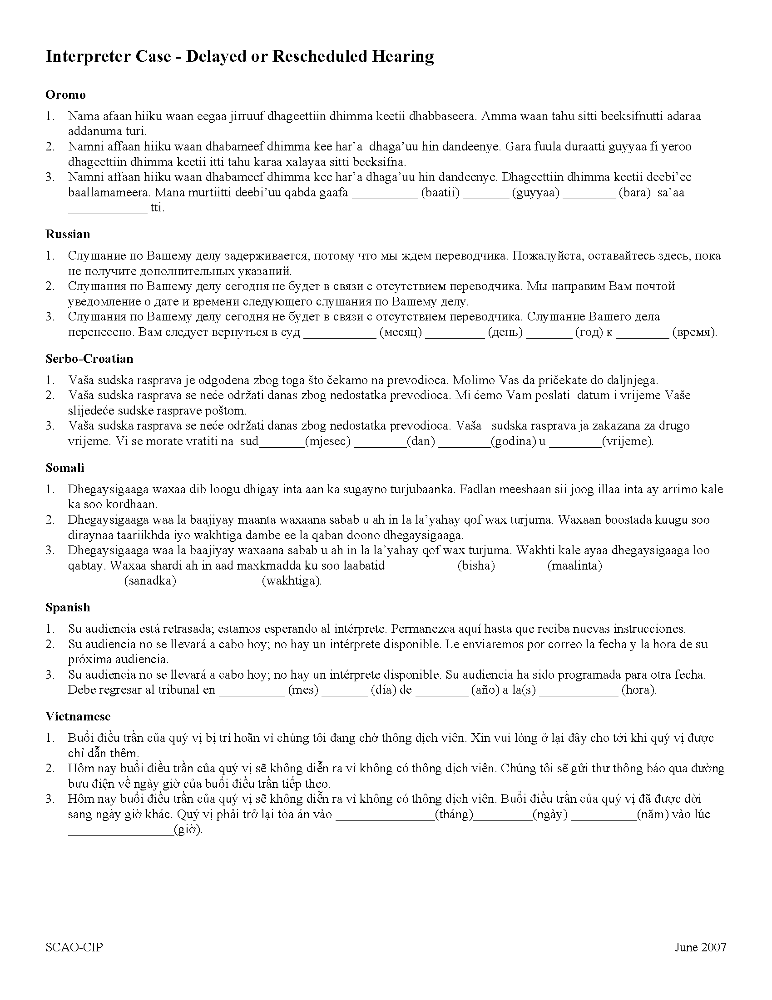 Interpreter Case - Delayed or Rescheduled Hearing
Oromo
1. Nama afaan hiiku waan eegaa jirruuf dhageettiin dhimma keetii dhabbaseera. Amma waan tahu sitti beeksifnutti adaraa
addanuma turi.
2. Namni affaan hiiku waan dhabameef dhimma kee har’a dhaga’uu hin dandeenye. Gara fuula duraatti guyyaa fi yeroo
dhageettiin dhimma keetii itti tahu karaa xalayaa sitti beeksifna.
3. Namni affaan hiiku waan dhabameef dhimma kee har’a dhaga’uu hin dandeenye. Dhageettiin dhimma keetii deebi’ee
baallamameera. Mana murtiitti deebi’uu qabda gaafa __________ (baatii) _______ (guyyaa) ________ (bara) sa’aa
____________ tti.
Russian
1. Слушание по Вашему делу задерживается, потому что мы ждем переводчика. Пожалуйста, оставайтесь здесь, пока
не получите дополнительных указаний.
2. Слушания по Вашему делу сегодня не будет в связи с отсутствием переводчика. Мы направим Вам почтой
уведомление о дате и времени следующего слушания по Вашему делу.
3. Слушания по Вашему делу сегодня не будет в связи с отсутствием переводчика. Слушание Вашего дела
перенесено. Вам следует вернуться в суд ___________ (месяц) _________ (день) _______ (год) к ________ (время).
Serbo-Croatian
1. Vaša sudska rasprava je odgođena zbog toga što čekamo na prevodioca. Molimo Vas da pričekate do daljnjega.
2. Vaša sudska rasprava se neće održati danas zbog nedostatka prevodioca. Mi ćemo Vam poslati datum i vrijeme Vaše
slijedeće sudske rasprave poštom.
3. Vaša sudska rasprava se neće održati danas zbog nedostatka prevodioca. Vaša sudska rasprava ja zakazana za drugo
vrijeme. Vi se morate vratiti na sud_______(mjesec) ________(dan) ________(godina) u ________(vrijeme).
Somali
1. Dhegaysigaaga waxaa dib loogu dhigay inta aan ka sugayno turjubaanka. Fadlan meeshaan sii joog illaa inta ay arrimo kale
ka soo kordhaan.
2. Dhegaysigaaga waa la baajiyay maanta waxaana sabab u ah in la la’yahay qof wax turjuma. Waxaan boostada kuugu soo
diraynaa taariikhda iyo wakhtiga dambe ee la qaban doono dhegaysigaaga.
3. Dhegaysigaaga waa la baajiyay waxaana sabab u ah in la la’yahay qof wax turjuma. Wakhti kale ayaa dhegaysigaaga loo
qabtay. Waxaa shardi ah in aad maxkmadda ku soo laabatid __________ (bisha) _______ (maalinta)
________ (sanadka) ____________ (wakhtiga).
Spanish
1. Su audiencia está retrasada; estamos esperando al intérprete. Permanezca aquí hasta que reciba nuevas instrucciones.
2. Su audiencia no se llevará a cabo hoy; no hay un intérprete disponible. Le enviaremos por correo la fecha y la hora de su
próxima audiencia.
3. Su audiencia no se llevará a cabo hoy; no hay un intérprete disponible. Su audiencia ha sido programada para otra fecha.
Debe regresar al tribunal en __________ (mes) _______ (día) de ________ (año) a la(s) ____________ (hora).
Vietnamese
1. Buổi điều trần của quý vị bị trì hoãn vì chúng tôi đang chờ thông dịch viên. Xin vui lòng ở lại đây cho tới khi quý vị được
chỉ dẫn thêm.
2. Hôm nay buổi điều trần của quý vị sẽ không diễn ra vì không có thông dịch viên. Chúng tôi sẽ gửi thư thông báo qua đường
bưu điện về ngày giờ của buổi điều trần tiếp theo.
3. Hôm nay buổi điều trần của quý vị sẽ không diễn ra vì không có thông dịch viên. Buổi điều trần của quý vị đã được dời
sang ngày giờ khác. Quý vị phải trở lại tòa án vào _______________(tháng)_________(ngày) __________(năm) vào lúc
________________(giờ).
SCAO-CIP June 2007